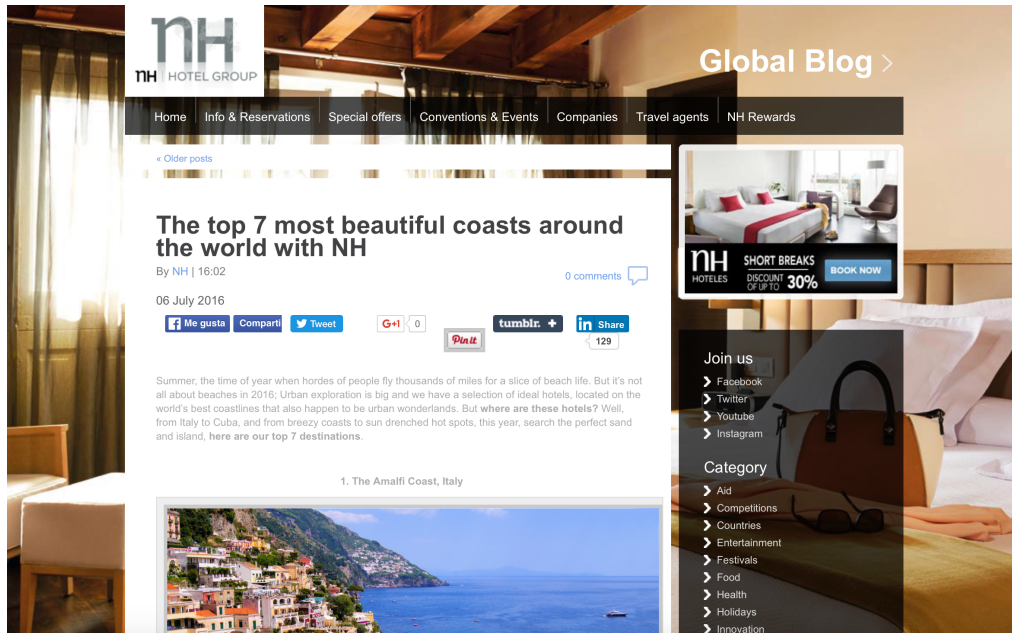 nH
nH HOTEL GROUP
Global Blog
Home
Info & Reservations
Special offers
Conventions & Events
Companies
Travel agents
NH Rewards
« Older posts
The top 7 most beautiful coasts around
the world with NH
By NH | 16:02
0 comments
06 July 2016
Me gusta
Comparti
Tweet
G+1
0
Pin it
tumblr. +
in Share
129
Summer, the time of year when hordes of people fly thousands of miles for a slice of beach life. But it's not
all about beaches in 2016; Urban exploration is big and we have a selection of ideal hotels, located on the
world's best coastlines that also happen to be urban wonderlands. But where are these hotels? Well,
from Italy to Cuba, and from breezy coasts to sun drenched hot spots, this year, search the perfect sand
and island, here are our top 7 destinations.
1. The Amalfi Coast, Italy
nH
HOTELES
SHORT BREAKS
DISCOUNT
OF UP TO 30%
BOOK NOW
Join us
Facebook
Twitter
Youtube
Instagram
Category
Aid
Competitions
Countries
Entertainment
Festivals
Food
Health
Holidays
Innovation